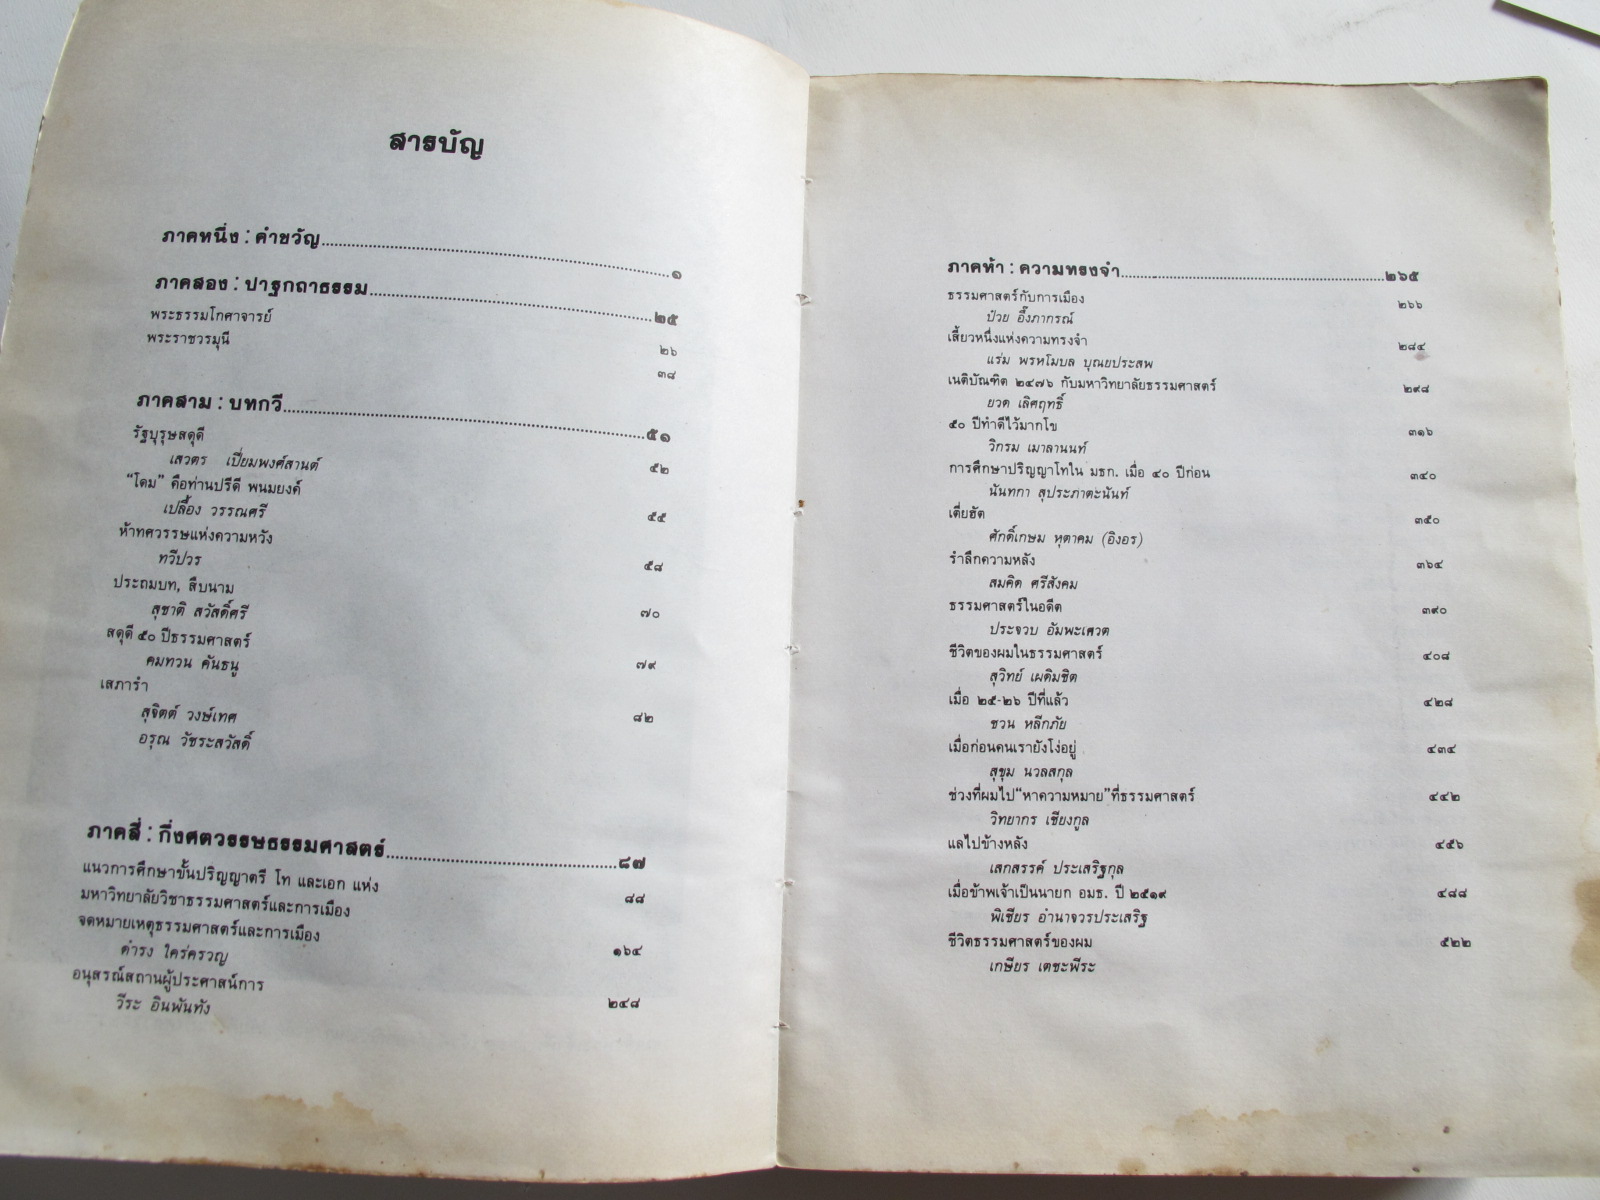 สารบัญ
ภาคหนึ่ง : คำขวัญ ๑
ภาคสอง : ปาฐกถาธรรม ๒๕
พระธรรมโกศาจารย์ ๒๖
พระราชวรมุนี ๓๘
ภาคสาม : บทกวี ๕๑
รัฐบุรุษสดุดี ๕๒
เสวตร เปี่ยมพงศ์สานต์
“โดม” คือท่านปรีดี พนมยงค์ ๕๕
เปลื้อง วรรณศรี
ห้าทศวรรษแห่งความหวัง ๕๘
ทวีปวร
ประถมบท, สืบนาม ๗๐
สุชาติ สวัสดิ์ศรี
สดุดี ๕๐ ปีธรรมศาสตร์ ๗๙
คมทวน คันธนู
เสภารำ ๘๒
สุจิตต์ วงษ์เทศ
อรุณ วัชระสวัสดิ์
ภาคสี่ : กึ่งศตวรรษธรรมศาสตร์ ๘๗
แนวการศึกษาขั้นปริญญาตรี โท และเอก แห่ง ๘๘
มหาวิทยาลัยวิชาธรรมศาสตร์และการเมือง
จดหมายเหตุธรรมศาสตร์และการเมือง ๑๖๔
ดำรง ใคร่ครวญ
อนุสรณ์สถานผู้ประศาสน์การ ๒๔๘
วีระ อินพันทัง
ภาคห้า : ความทรงจำ ๒๖๕
ธรรมศาสตร์กับการเมือง ๒๖๖
ป๋วย อึ๊งภากรณ์
เสี้ยวหนึ่งแห่งความทรงจำ ๒๘๔
แร่ม พรหโมบล บุณยประสพ
เนติบัณฑิต ๒๔๗๖ กับมหาวิทยาลัยธรรมศาสตร์ ๒๙๘
ยวด เลิศฤทธิ์
๕๐ ปีทำดีไว้มากโข ๓๑๖
วิกรม เมาลานนท์
การศึกษาปริญญาโทใน มธก. เมื่อ ๔๐ ปีก่อน ๓๔๐
นันทกา สุประภาตะนันท์
เตี่ยฮัต ๓๕๐
ศักดิ์เกษม หุตาคม (อิงอร)
รำลึกความหลัง ๓๖๔
สมคิด ศรีสังคม
ธรรมศาสตร์ในอดีต ๓๙๐
ประจวบ อัมพะเศวต
ชีวิตของผมในธรรมศาสตร์ ๔๐๘
สุวิทย์ เผดิมชิต
เมื่อ ๒๕-๒๖ ปีที่แล้ว ๔๒๘
ชวน หลีกภัย
เมื่อก่อนคนเรายังโง่อยู่ ๔๓๔
สุขุม นวลสกุล
ช่วงที่ผมไป“หาความหมาย”ที่ธรรมศาสตร์ ๔๔๒
วิทยากร เชียงกูล
แลไปข้างหลัง ๔๕๖
เสกสรรค์ ประเสริฐกุล
เมื่อข้าพเจ้าเป็นนายก อมธ. ปี ๒๕๑๙ ๔๘๘
พิเชียร อำนาจวรประเสริฐ
ชีวิตธรรมศาสตร์ของผม ๕๒๒
เกษียร เตชะพีระ